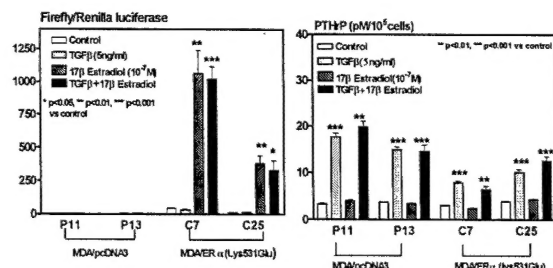 Firefly/Renilla luciferase
1250
1000
750
500
250
0
Control
TGFβ(5ng/ml)
17β Estradiol (10⁻⁷M)
TGFβ+17β Estradiol
* p<0.05, ** p<0.01, *** p<0.001
vs control
**
***
**
*
P11 P13 C7 C25
MDA/pcDNA3 MDA/ERα(Lys531Glu)
PTHrP (pM/10⁵cells)
40
30
20
10
0
Control
TGFβ(5ng/ml)
17β Estradiol(10⁻⁷M)
TGFβ+17β Estradiol
** p<0.01, *** p<0.001 vs control
***
**
***
***
***
**
***
***
P11 P13 C7 C25
MDA/pcDNA3 MDA/ERα(Lys531Glu)